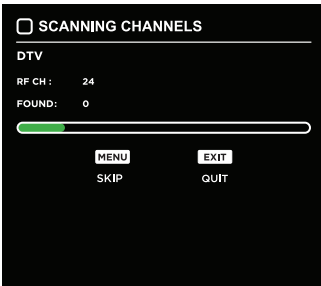 SCANNING CHANNELS
DTV
RF CH : 24
FOUND: 0
MENU EXIT
SKIP QUIT